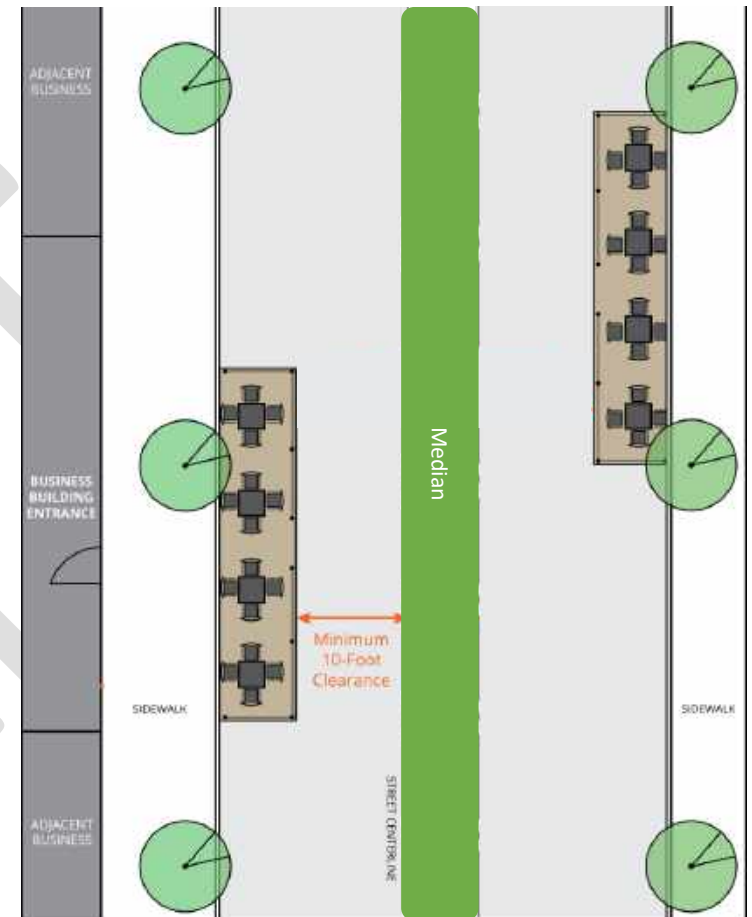 ADJACENT
BUSINESS
BUSINESS
BUILDING
ENTRANCE
Median
Minimum
10-Foot
Clearance
SIDEWALK
SIDEWALK
STREET CENTERLINE
ADJACENT
BUSINESS